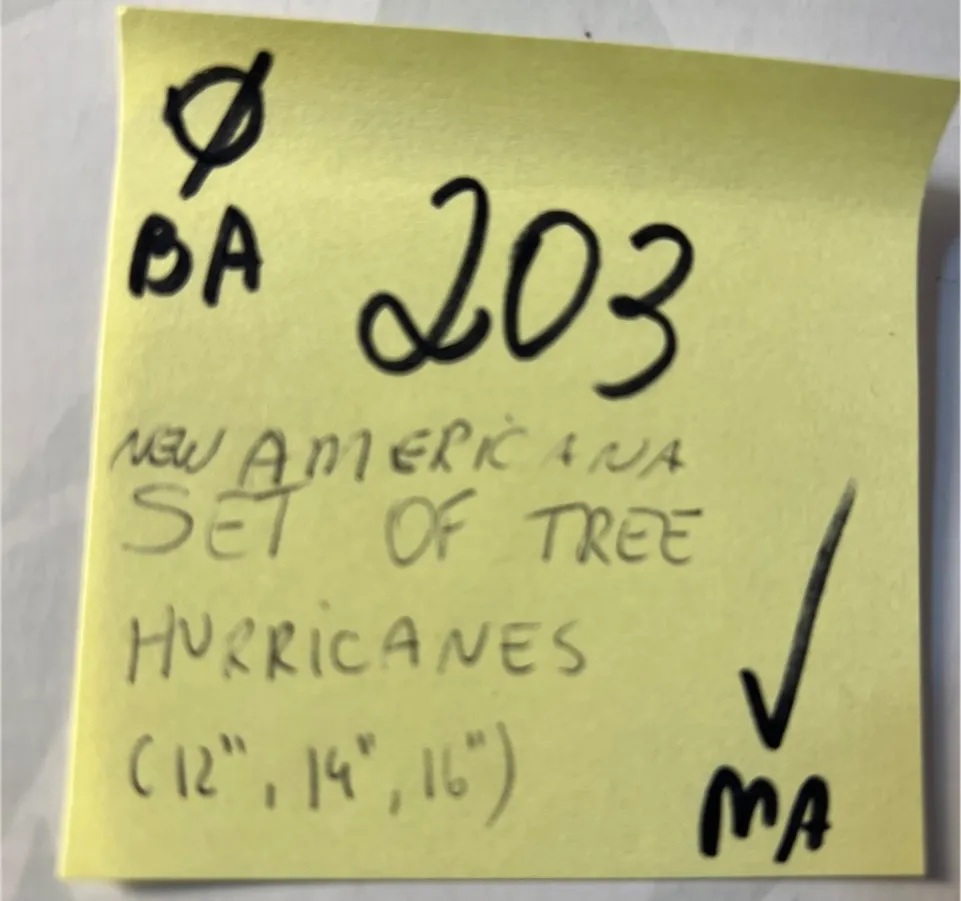 Ø
BA
203
NEW AMERICANA
SET OF TREE
HURRICANES
(12", 14", 16")
✓
MA